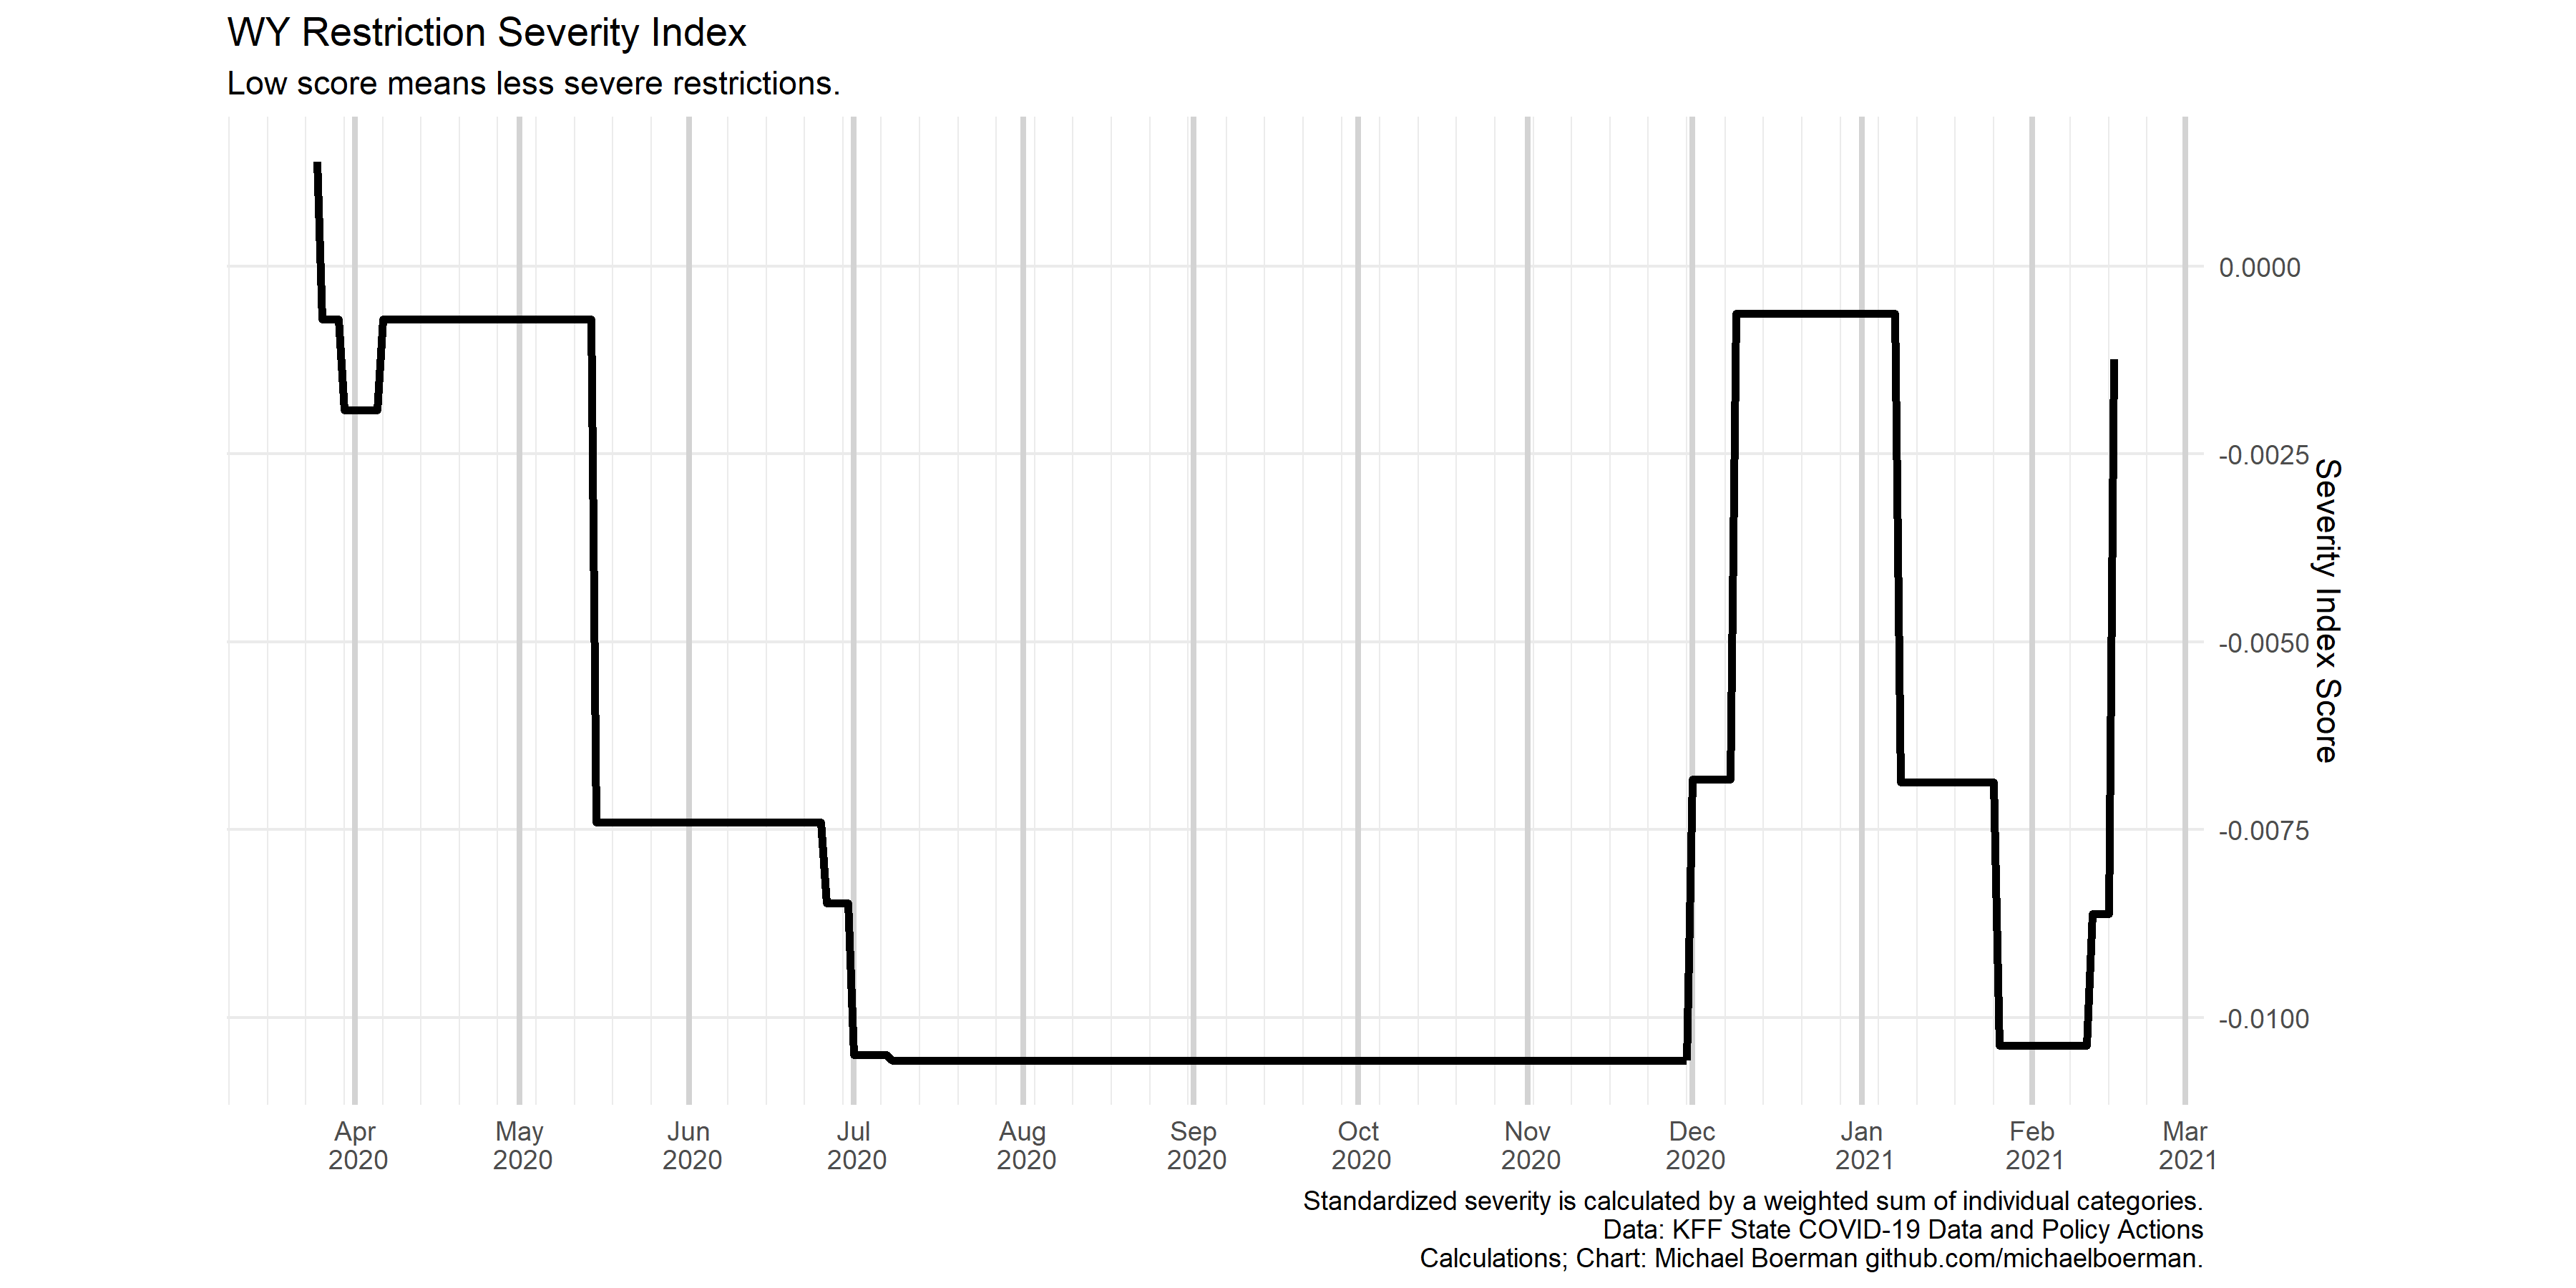 WY Restriction Severity Index
Low score means less severe restrictions.
0.0000
-0.0025
-0.0050
-0.0075
-0.0100
Severity Index Score
Apr May Jun Jul Aug Sep Oct Nov Dec Jan Feb Mar
2020 2020 2020 2020 2020 2020 2020 2020 2020 2021 2021 2021
Standardized severity is calculated by a weighted sum of individual categories.
Data: KFF State COVID-19 Data and Policy Actions
Calculations; Chart: Michael Boerman github.com/michaelboerman.